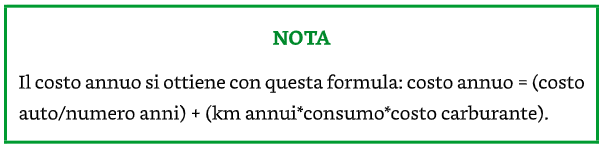 NOTA
Il costo annuo si ottiene con questa formula: costo annuo = (costo
auto/numero anni) + (km annui*consumo*costo carburante).